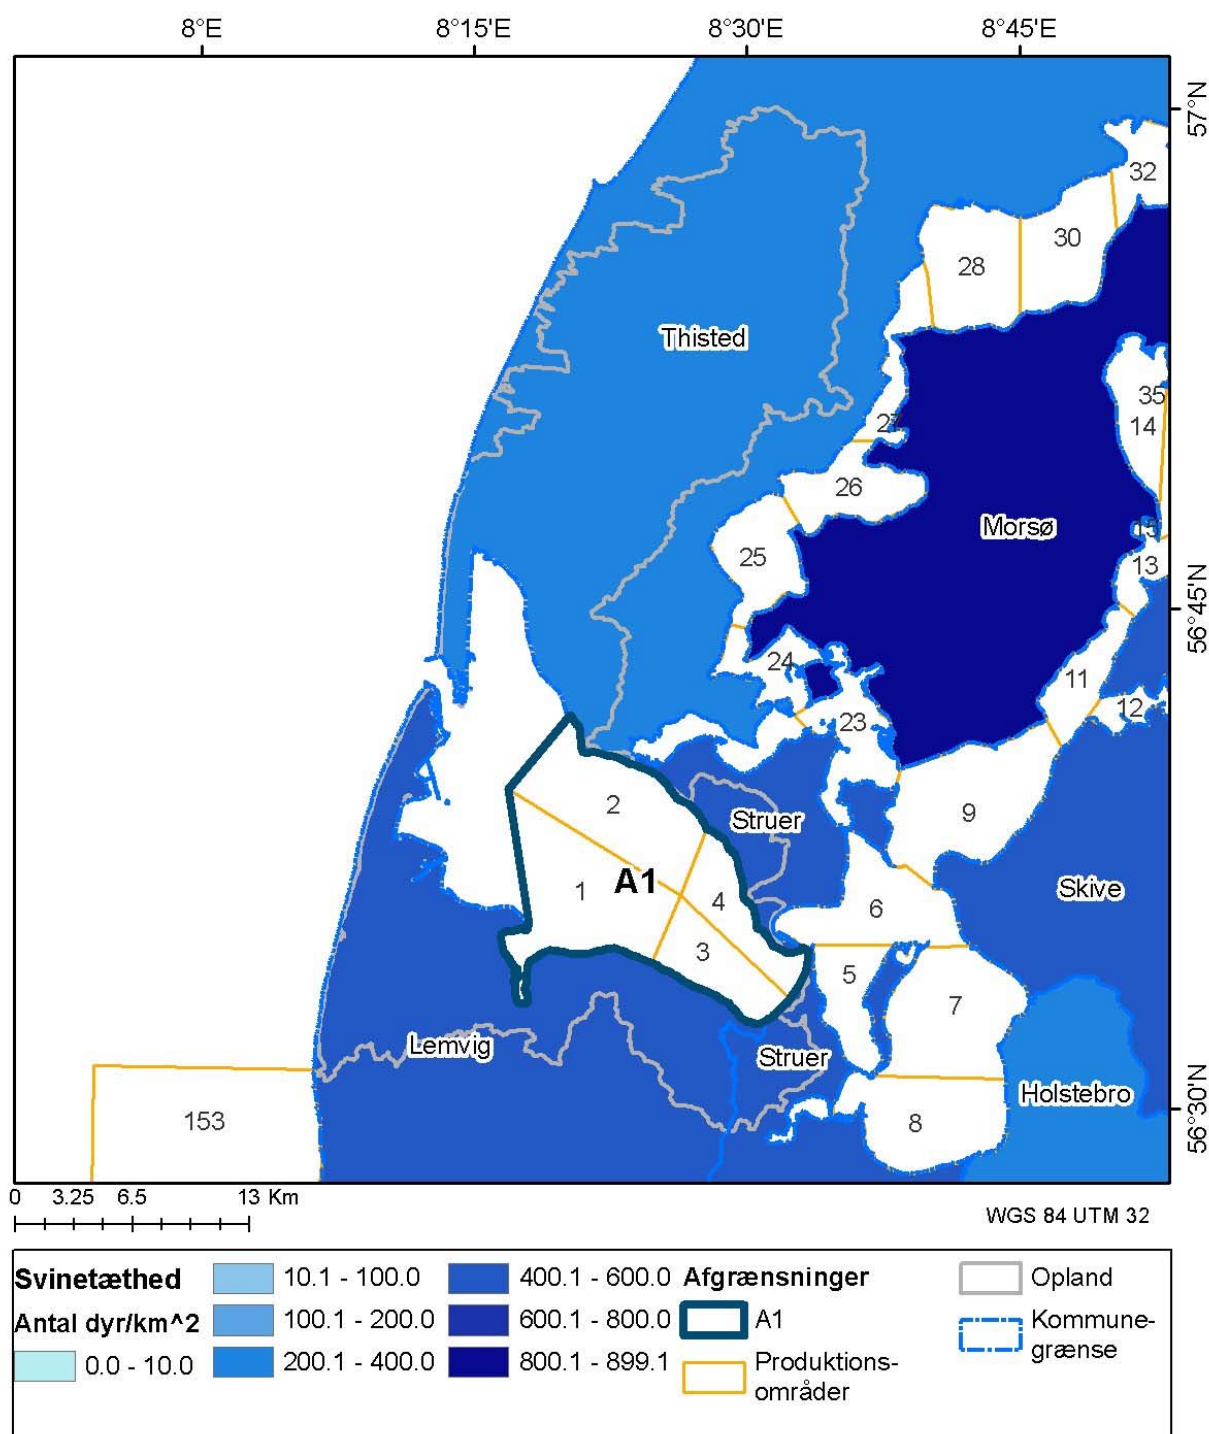 8°E 8°15'E 8°30'E 8°45'E
57°N
32
30
28
Thisted
35
27
14
26
Morsø
15
25
13
56°45'N
24
11
12
23
2
9
Struer
1
A1
4
Skive
6
3
5
7
Lemvig
Struer
Holstebro
153
8
56°30'N
0 3.25 6.5 13 Km
WGS 84 UTM 32
Svinetæthed
Antal dyr/km^2
0.0 - 10.0
10.1 - 100.0
100.1 - 200.0
200.1 - 400.0
400.1 - 600.0
600.1 - 800.0
800.1 - 899.1
Afgrænsninger
A1
Produktions-
områder
Opland
Kommune-
grænse